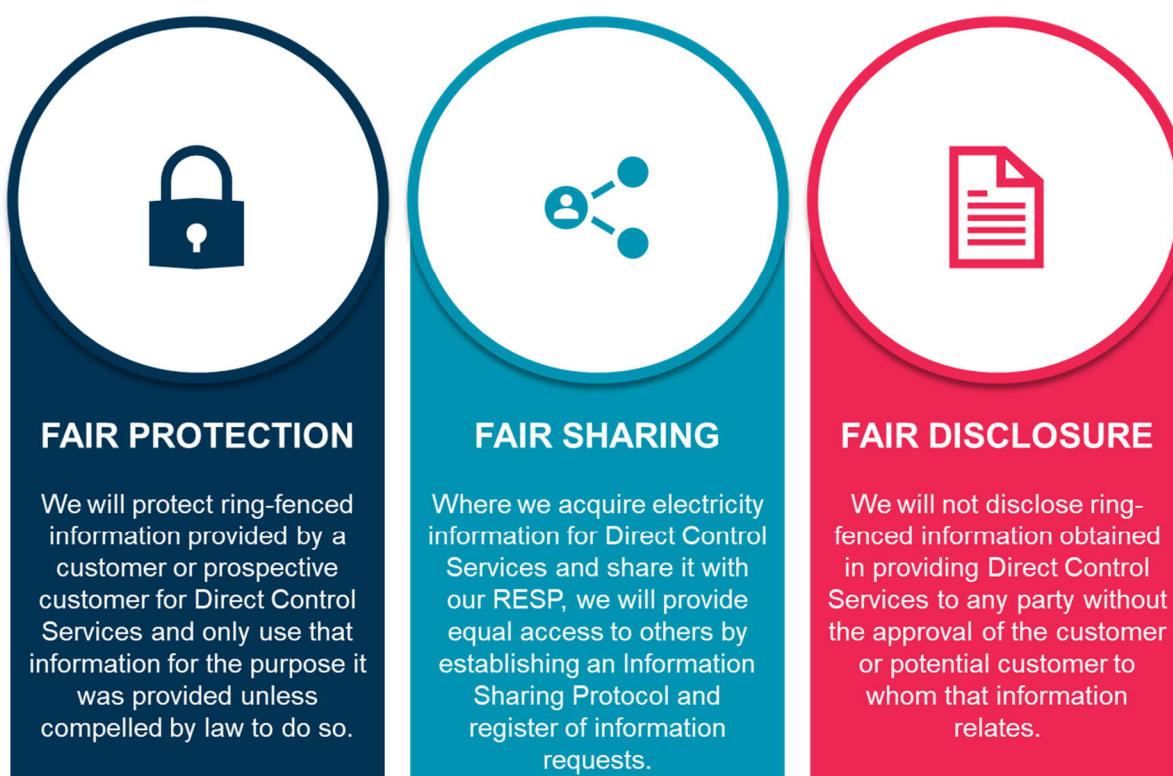 FAIR PROTECTION
We will protect ring-fenced
information provided by a
customer or prospective
customer for Direct Control
Services and only use that
information for the purpose it
was provided unless
compelled by law to do so.
FAIR SHARING
Where we acquire electricity
information for Direct Control
Services and share it with
our RESP, we will provide
equal access to others by
establishing an Information
Sharing Protocol and
register of information
requests.
FAIR DISCLOSURE
We will not disclose ring-
fenced information obtained
in providing Direct Control
Services to any party without
the approval of the customer
or potential customer to
whom that information
relates.